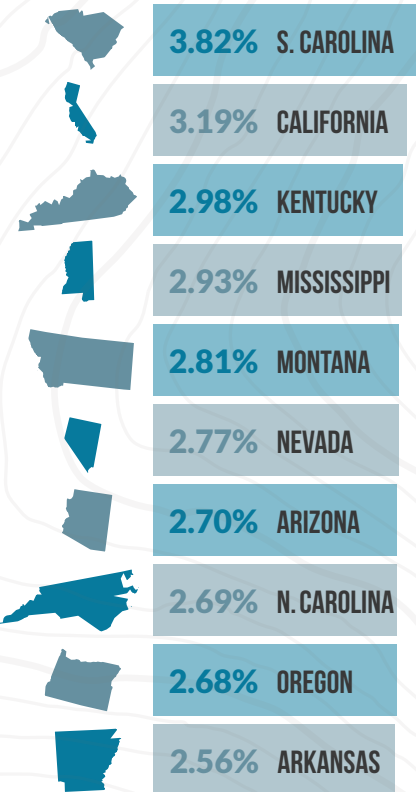 3.82% S. CAROLINA
3.19% CALIFORNIA
2.98% KENTUCKY
2.93% MISSISSIPPI
2.81% MONTANA
2.77% NEVADA
2.70% ARIZONA
2.69% N. CAROLINA
2.68% OREGON
2.56% ARKANSAS